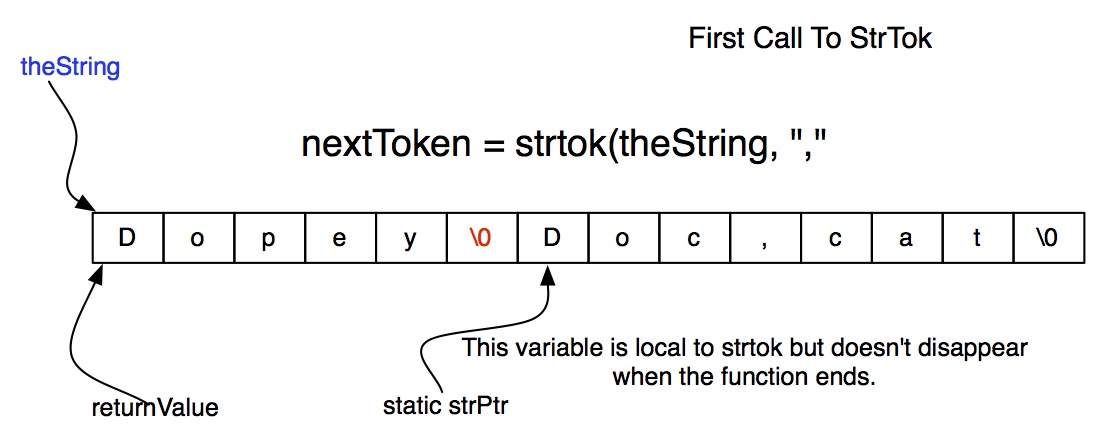 First Call To StrTok
theString
nextToken = strtok(theString, ","
D o p e y \0 D o c , c a t \0
This variable is local to strtok but doesn't disappear
when the function ends.
returnValue
static strPtr